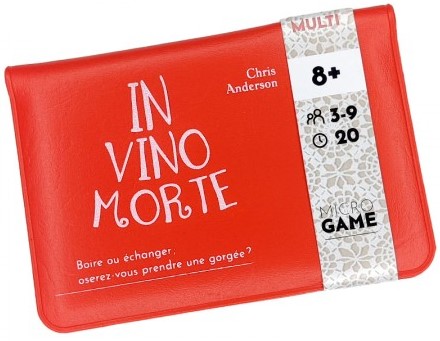 IN
VINO
MORTE
Chris
Anderson
Boire ou échanger,
oserez-vous prendre une gorgée?
MULTI
8+
3-9
20
MICRO
GAME